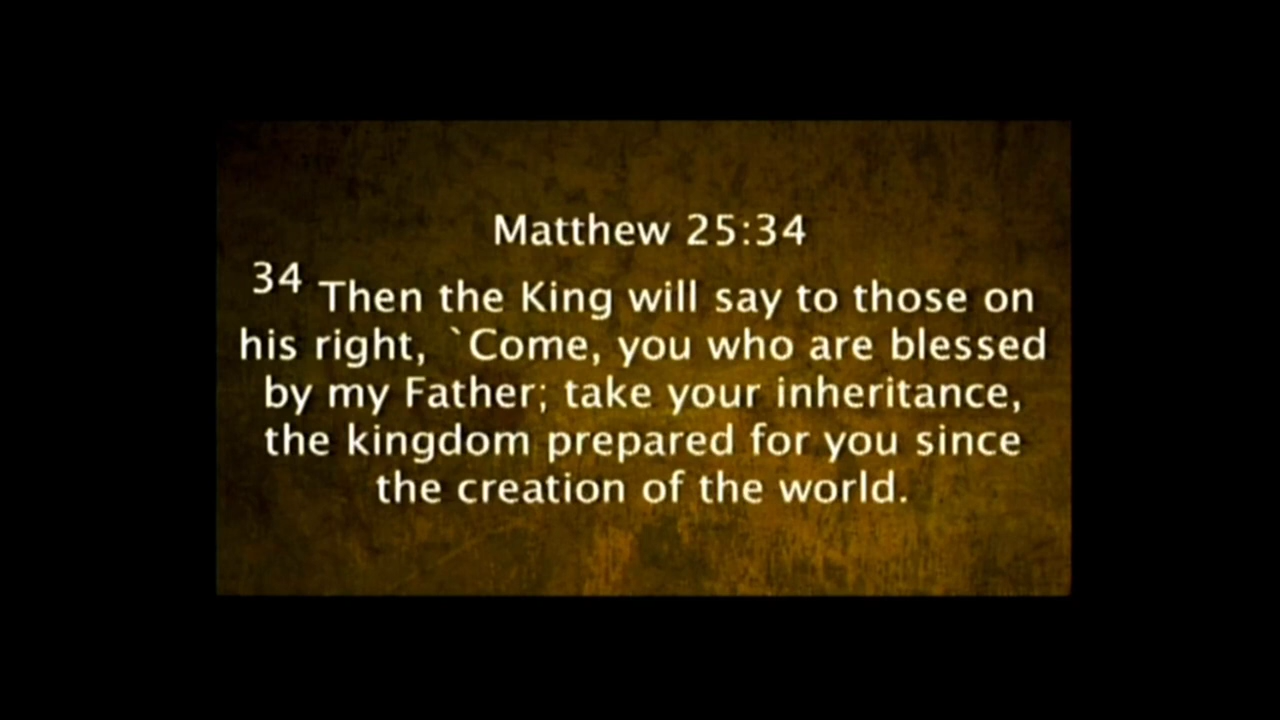 Matthew 25:34
34 Then the King will say to those on
his right, `Come, you who are blessed
by my Father; take your inheritance,
the kingdom prepared for you since
the creation of the world.